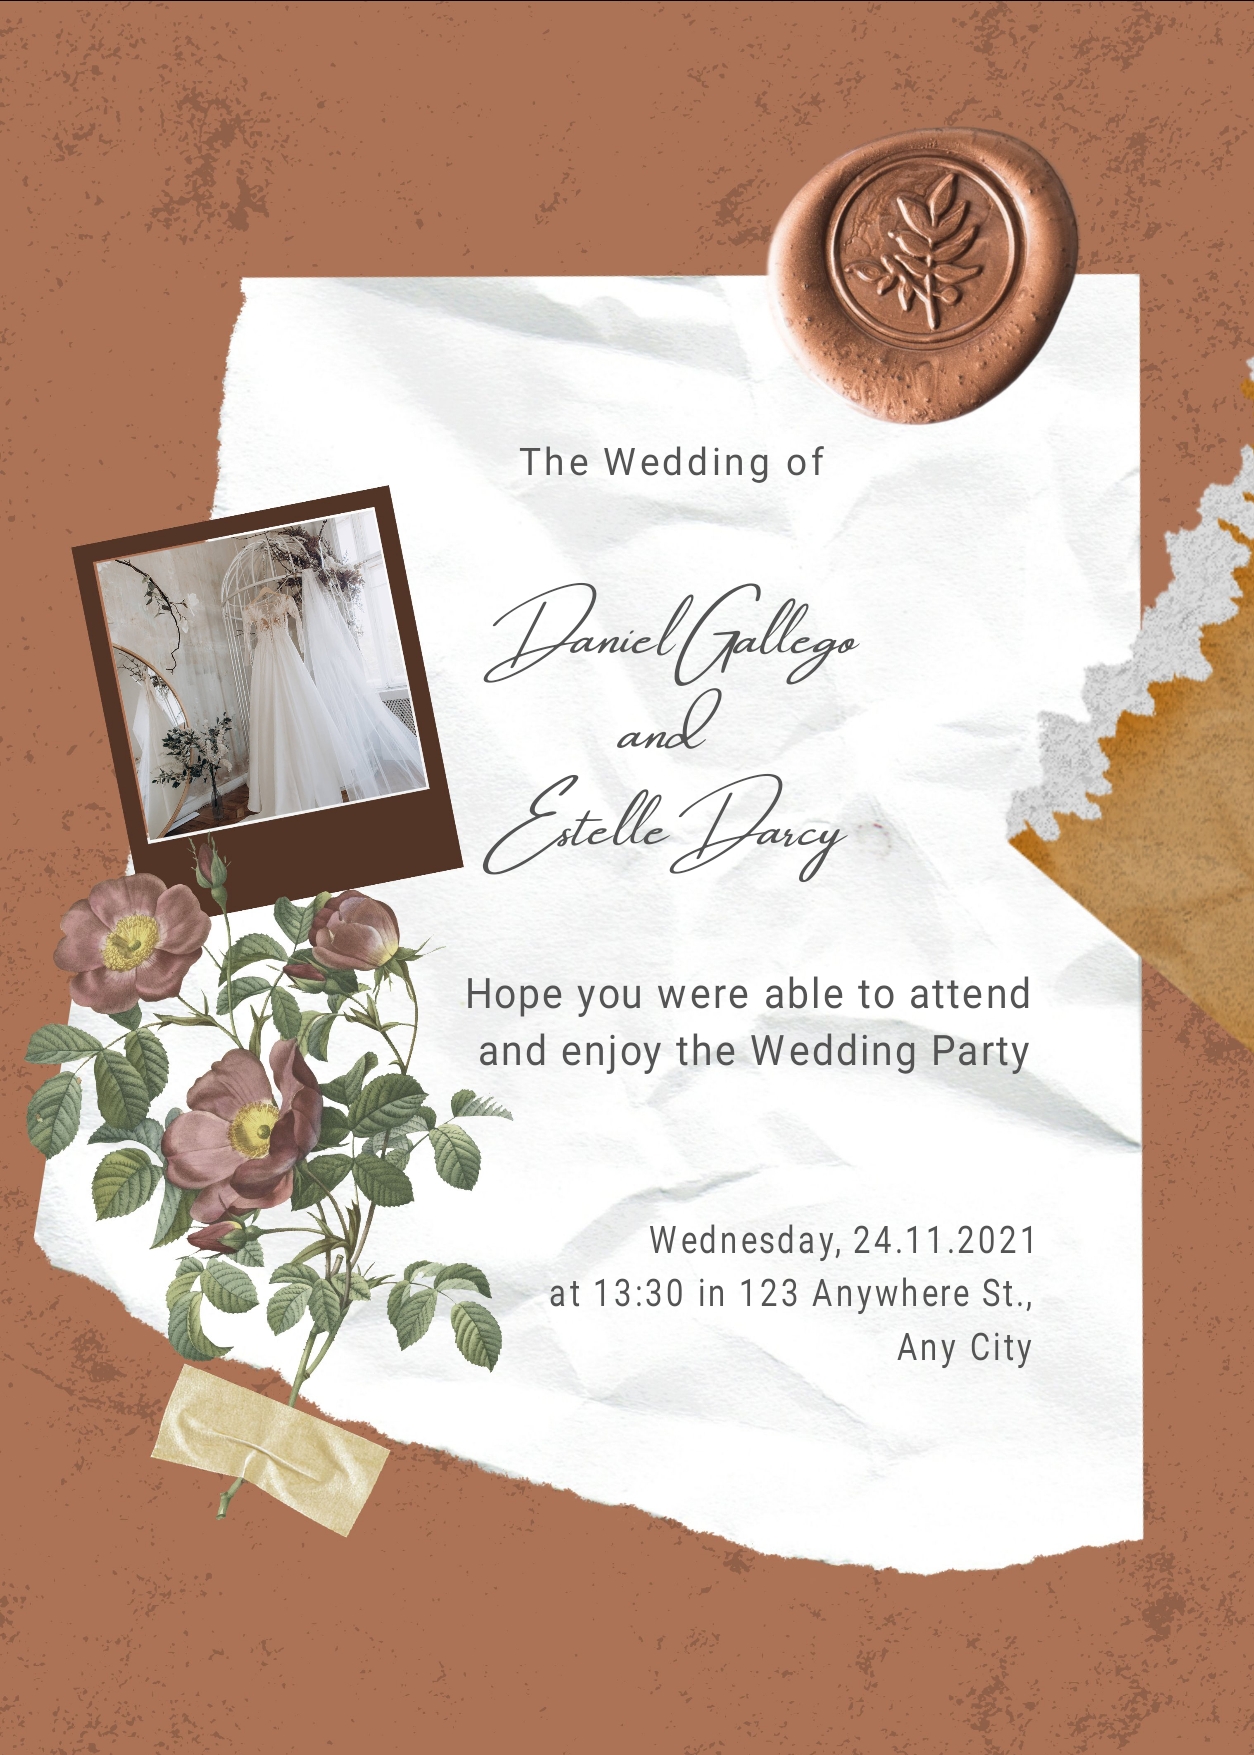 The Wedding of
Daniel Gallego
and
Estelle Darcy
Hope you were able to attend
and enjoy the Wedding Party
Wednesday, 24.11.2021
at 13:30 in 123 Anywhere St.,
Any City